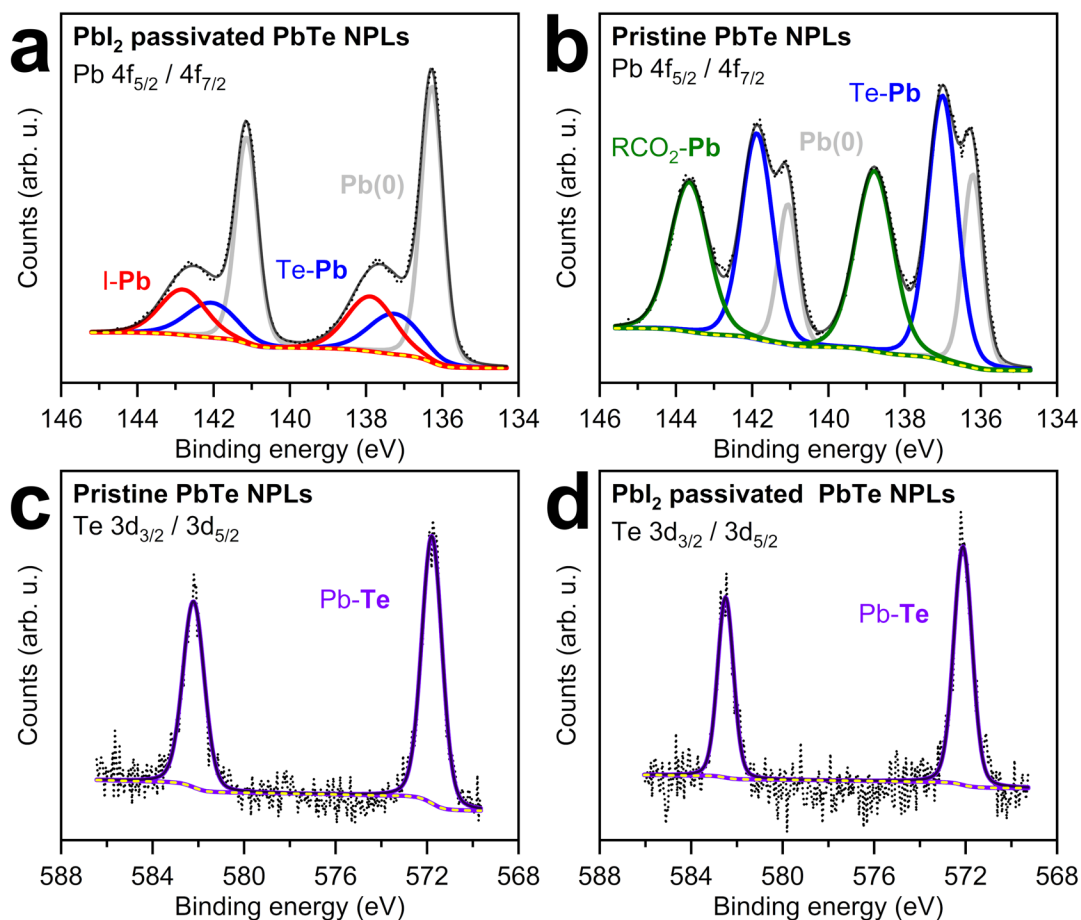 a
PbI₂ passivated PbTe NPLs
Pb 4f₅/₂ / 4f₇/₂
Pb(0)
I-Pb
Te-Pb
Counts (arb. u.)
146 144 142 140 138 136 134
Binding energy (eV)
b
Pristine PbTe NPLs
Pb 4f₅/₂ / 4f₇/₂
Te-Pb
RCO₂-Pb
Pb(0)
Counts (arb. u.)
146 144 142 140 138 136 134
Binding energy (eV)
c
Pristine PbTe NPLs
Te 3d₃/₂ / 3d₅/₂
Pb-Te
Counts (arb. u.)
588 584 580 576 572 568
Binding energy (eV)
d
PbI₂ passivated PbTe NPLs
Te 3d₃/₂ / 3d₅/₂
Pb-Te
Counts (arb. u.)
588 584 580 576 572 568
Binding energy (eV)